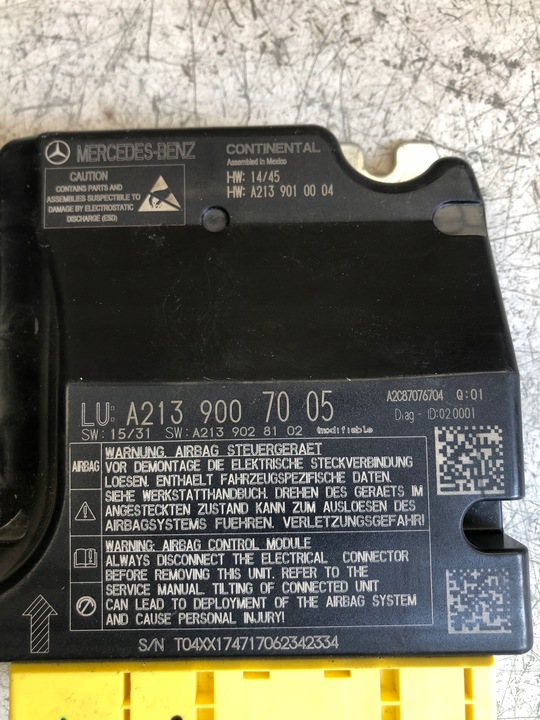 MERCEDES-BENZ
CONTINENTAL
Assembled in Mexico
HW: 14/45
HW: A213 901 00 04
CAUTION
CONTAINS PARTS AND
ASSEMBLIES SUSPECTIBLE TO
DAMAGE BY ELECTROSTATIC
DISCHARGE (ESD)
A2C87076704 Q:01
LU: A213 900 70 05
Diag - ID:020001
SW: 15/31 SW: A213 902 81 02 (modifiable)
AIRBAG
WARNUNG, AIRBAG STEUERGERAET
VOR DEMONTAGE DIE ELEKTRISCHE STECKVERBINDUNG
LOESEN. ENTHAELT FAHRZEUGSPEZIFISCHE DATEN.
SIEHE WERKSTATTHANDBUCH. DREHEN DES GERAETS IM
ANGESTECKTEN ZUSTAND KANN ZUM AUSLOESEN DES
AIRBAGSYSTEMS FUEHREN. VERLETZUNGSGEFAHR!
WARNING: AIRBAG CONTROL MODULE
ALWAYS DISCONNECT THE ELECTRICAL CONNECTOR
BEFORE REMOVING THIS UNIT. REFER TO THE
SERVICE MANUAL. TILTING OF CONNECTED UNIT
CAN LEAD TO DEPLOYMENT OF THE AIRBAG SYSTEM
AND CAUSE PERSONAL INJURY!
S/N T04XX174717062342334